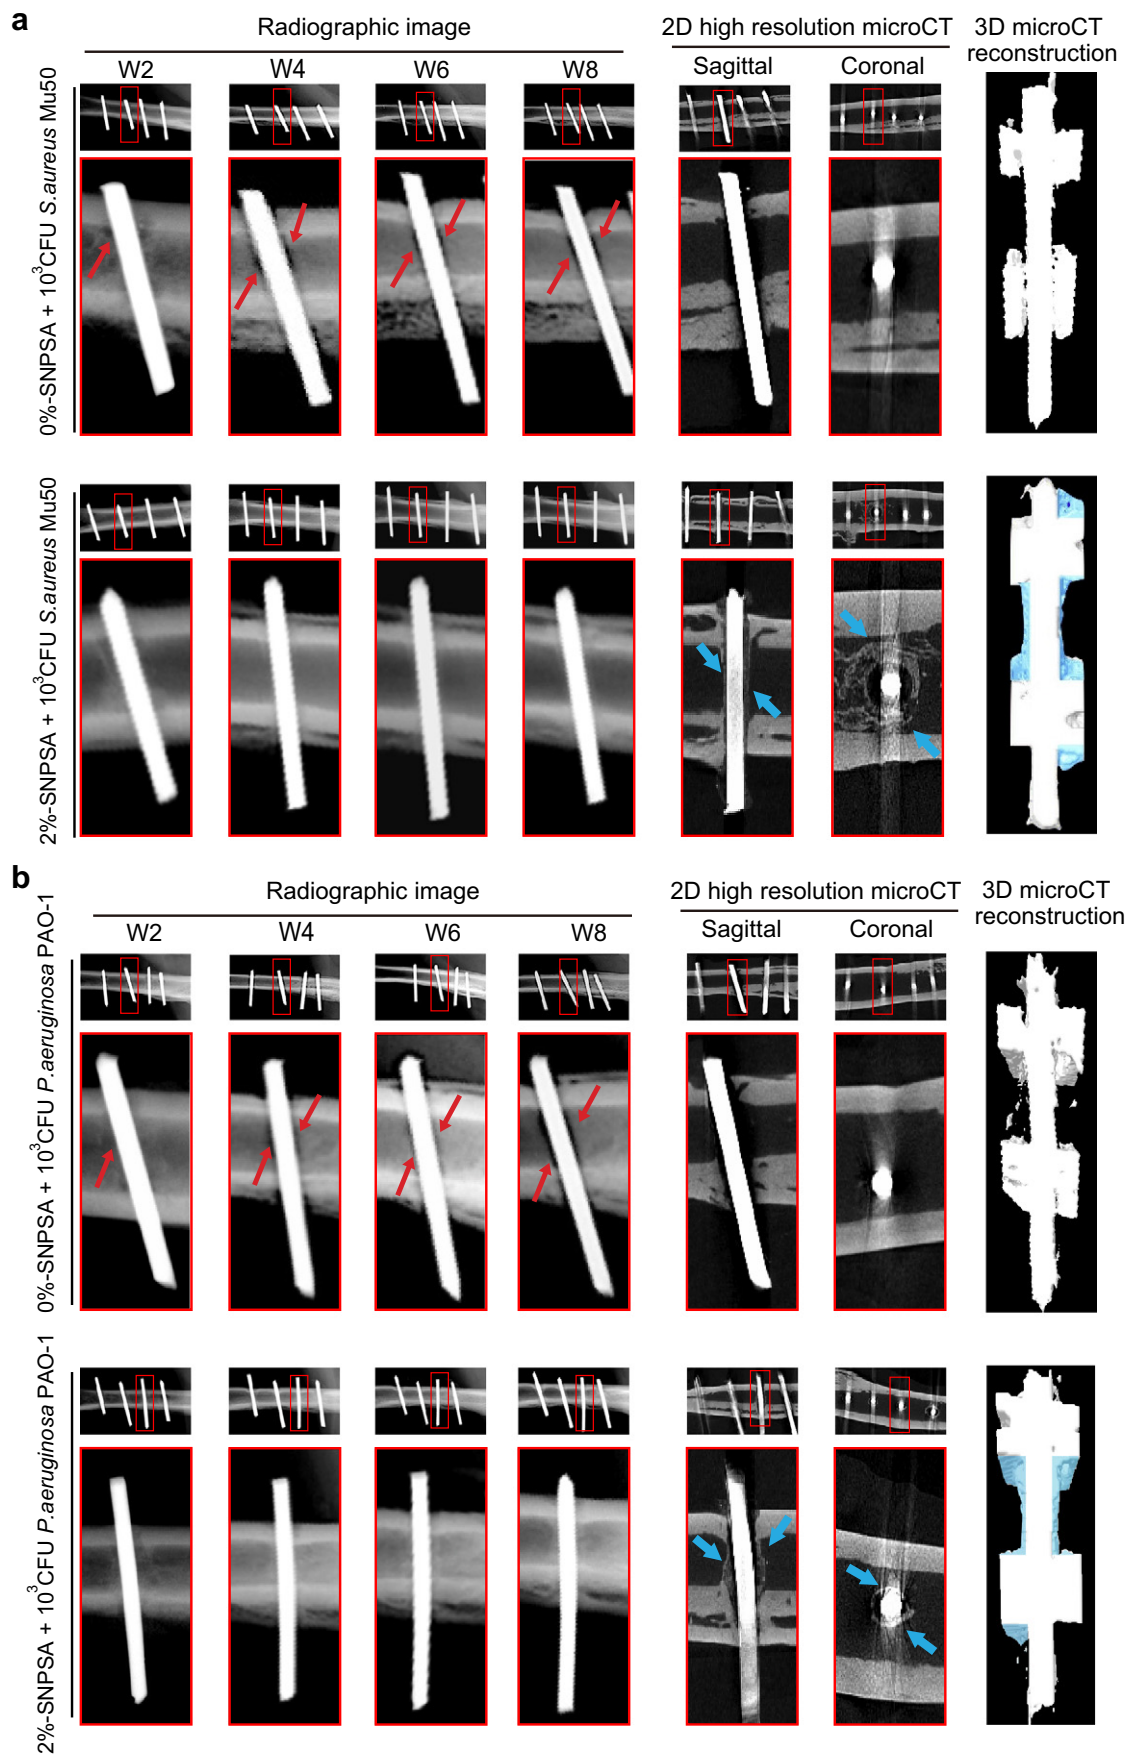 a
Radiographic image
2D high resolution microCT
3D microCT
reconstruction
W2
W4
W6
W8
Sagittal
Coronal
0%-SNPSA + 10³CFU S.aureus Mu50
2%-SNPSA + 10³CFU S.aureus Mu50
b
Radiographic image
2D high resolution microCT
3D microCT
reconstruction
W2
W4
W6
W8
Sagittal
Coronal
0%-SNPSA + 10³CFU P.aeruginosa PAO-1
2%-SNPSA + 10³CFU P.aeruginosa PAO-1